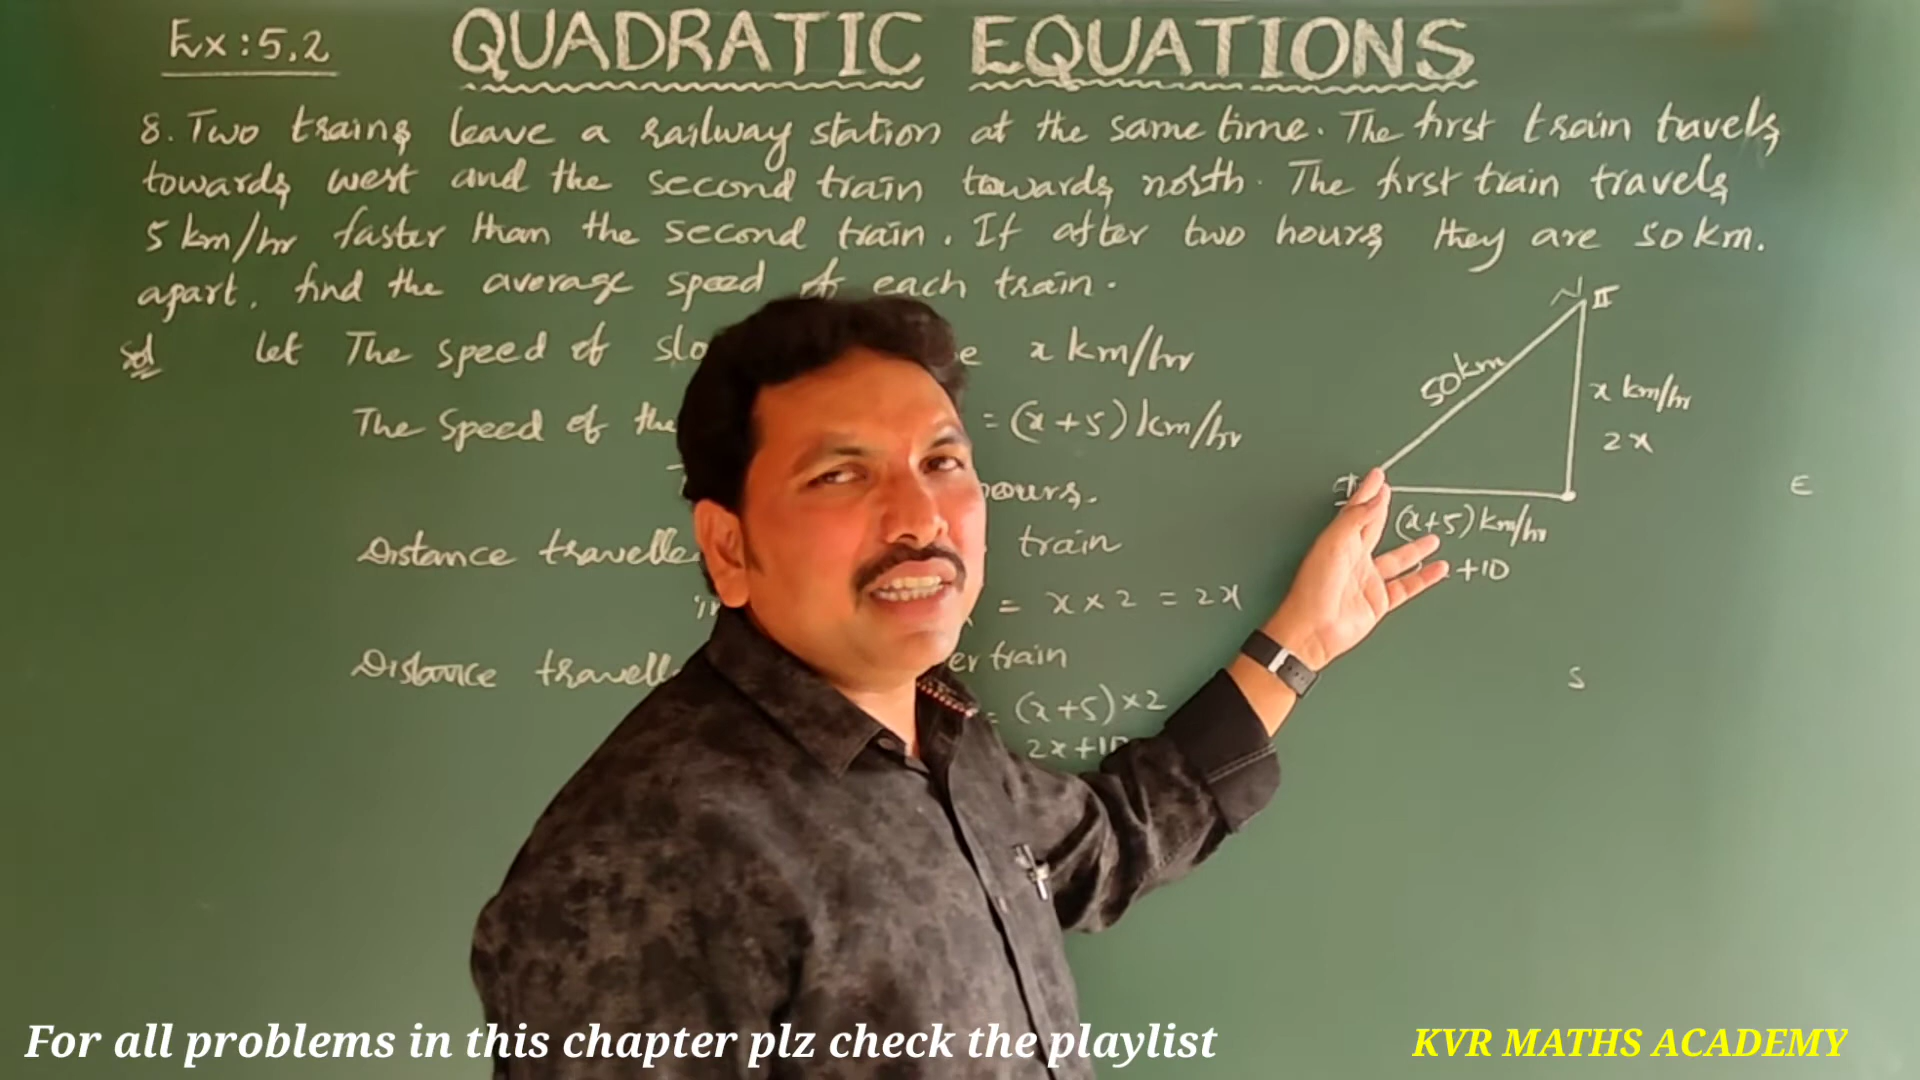 Ex: 5.2
QUADRATIC EQUATIONS
8. Two trains leave a railway station at the same time. The first train travels
towards west and the second train towards north. The first train travels
5 km/hr faster than the second train. If after two hours, they are 50 km.
apart, find the average speed of each train.
Sol Let The speed of x km/hr
The Speed of the = (x+5) km/hr
hours.
Distance train
= x × 2 = 2x
Distance train
= (x+5)×2
2x+10
N II
50km
x km/hr
2x
E
(x+5) km/hr
+10
S
For all problems in this chapter plz check the playlist
KVR MATHS ACADEMY